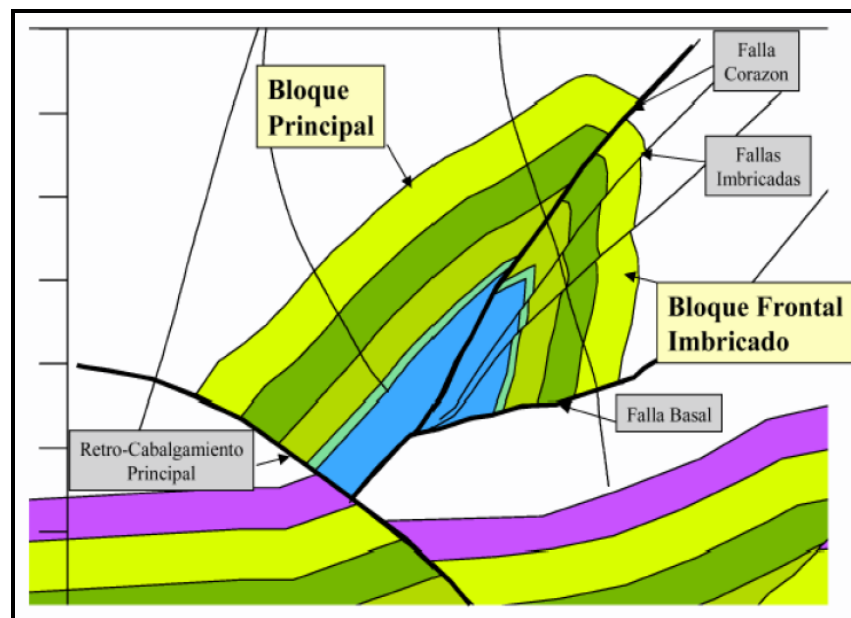 Bloque
Principal
Falla
Corazon
Fallas
Imbricadas
Bloque Frontal
Imbricado
Falla Basal
Retro-Cabalgamiento
Principal